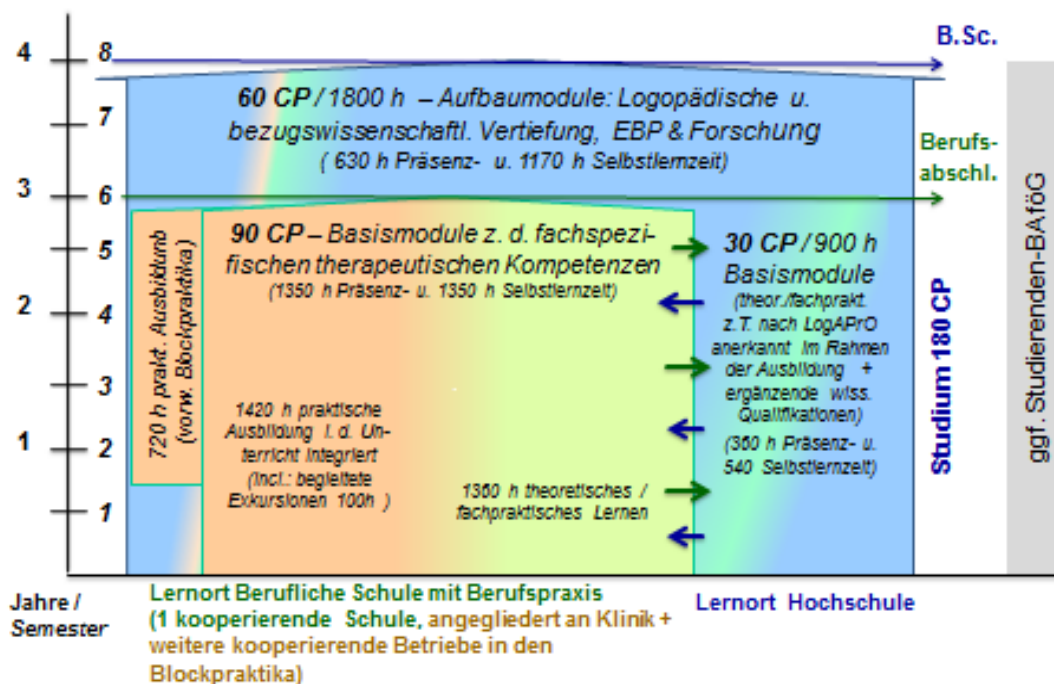 4
8
B.Sc.
60 CP / 1800 h – Aufbaumodule: Logopädische u.
bezugswissenschaftl. Vertiefung, EBP & Forschung
( 630 h Präsenz- u. 1170 h Selbstlernzeit)
7
Berufs-
abschl.
3
6
90 CP – Basismodule z. d. fachspezi-
fischen therapeutischen Kompetenzen
(1350 h Präsenz- u. 1350 h Selbstlernzeit)
5
2
4
3
1
2
1
720 h prakt. Ausbildunb
(vorw. Blockpraktika)
1420 h praktische
Ausbildung i. d. Un-
terricht integriert
(incl.: begleitete
Exkursionen 100h )
1360 h theoretisches /
fachpraktisches Lernen
30 CP / 900 h
Basismodule
(theor./fachprakt.
z.T. nach LogAPrO
anerkannt im Rahmen
der Ausbildung +
ergänzende wiss.
Qualifikationen)
(360 h Präsenz- u.
540 Selbstlernzeit)
Studium 180 CP
ggf. Studierenden-BAföG
Jahre /
Semester
Lernort Berufliche Schule mit Berufspraxis
(1 kooperierende Schule, angegliedert an Klinik +
weitere kooperierende Betriebe in den
Blockpraktika)
Lernort Hochschule